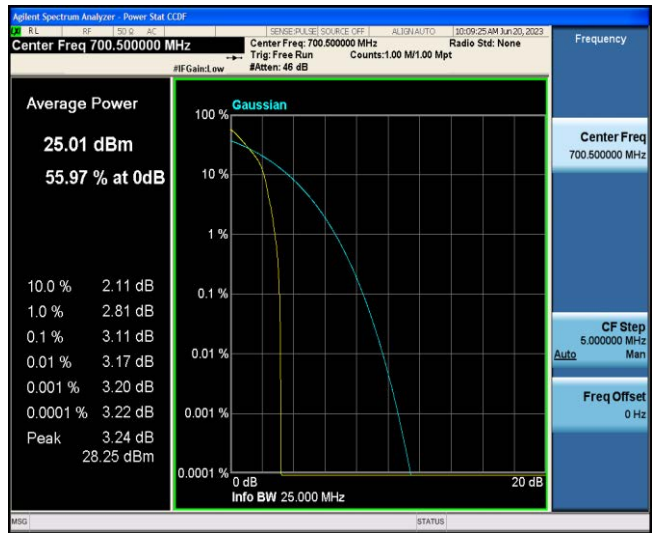 Agilent Spectrum Analyzer - Power Stat CCDF
RL RF 50 Ω AC SENSE:PULSE SOURCE OFF ALIGN AUTO 10:09:25 AM Jun 20, 2023
Center Freq 700.500000 MHz
Center Freq: 700.500000 MHz Radio Std: None
Trig: Free Run Counts:1.00 M/1.00 Mpt
#IFGain:Low #Atten: 46 dB
Frequency
Average Power
25.01 dBm
55.97 % at 0dB
10.0 % 2.11 dB
1.0 % 2.81 dB
0.1 % 3.11 dB
0.01 % 3.17 dB
0.001 % 3.20 dB
0.0001 % 3.22 dB
Peak 3.24 dB
28.25 dBm
Gaussian
100 %
10 %
1 %
0.1 %
0.01 %
0.001 %
0.0001 %
0 dB 20 dB
Info BW 25.000 MHz
Center Freq
700.500000 MHz
CF Step
5.000000 MHz
Auto Man
Freq Offset
0 Hz
MSG STATUS